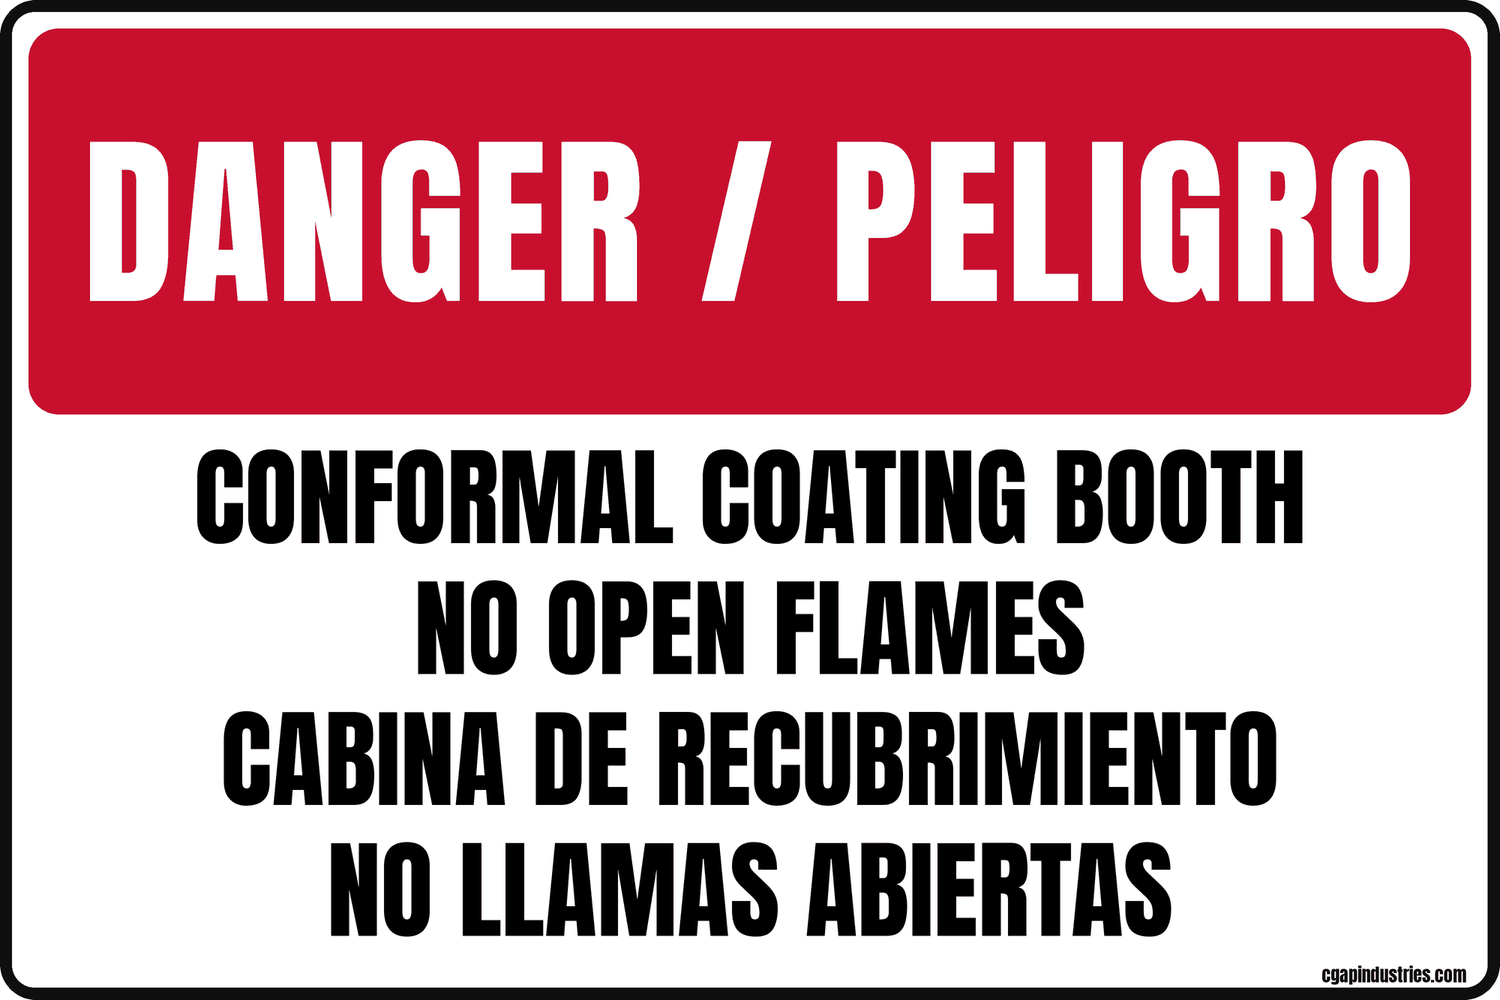 DANGER / PELIGRO
CONFORMAL COATING BOOTH
NO OPEN FLAMES
CABINA DE RECUBRIMIENTO
NO LLAMAS ABIERTAS
cgapindustries.com